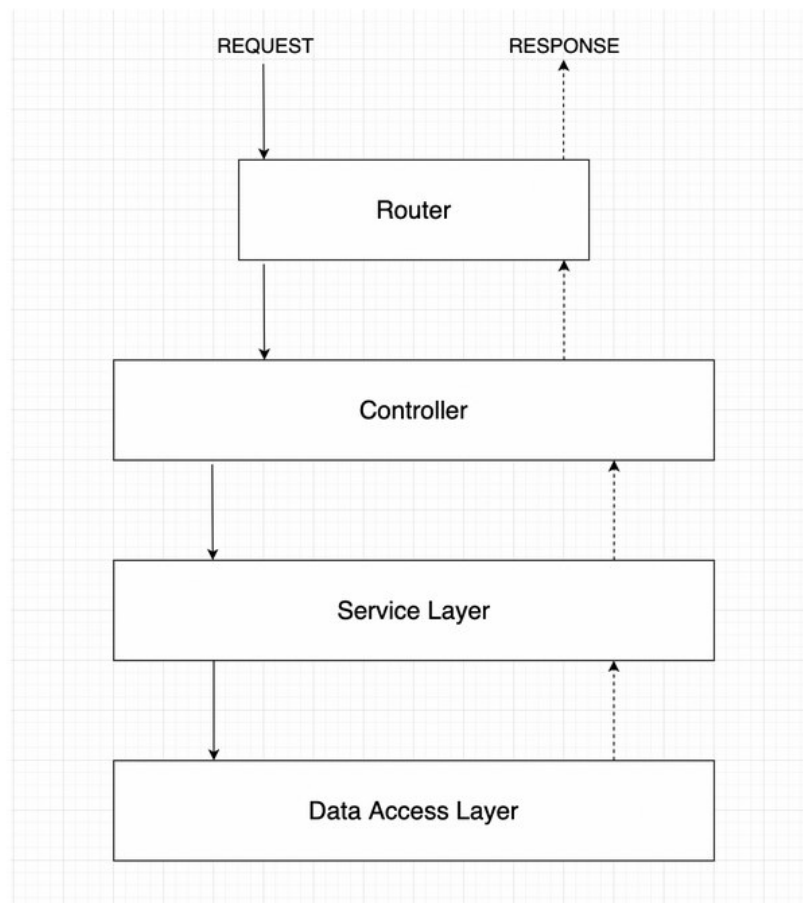 REQUEST
RESPONSE
Router
Controller
Service Layer
Data Access Layer